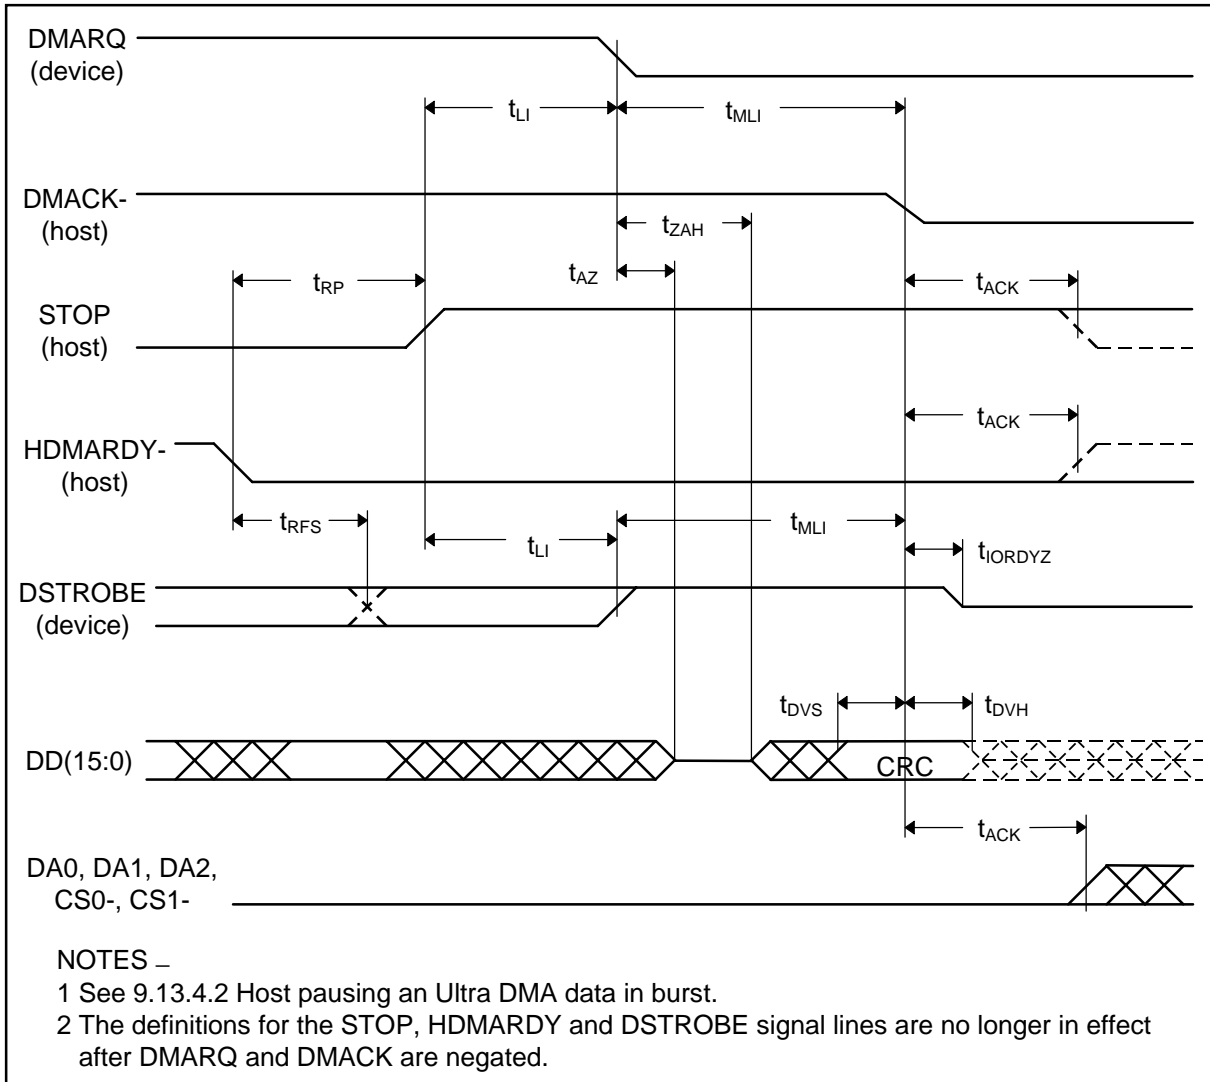 DMARQ
(device)
tLI
tMLI
DMACK-
(host)
tZAH
tAZ
tRP
tACK
STOP
(host)
tACK
HDMARDY-
(host)
tRFS
tLI
tMLI
tIORDYZ
DSTROBE
(device)
tDVS
tDVH
DD(15:0)
CRC
tACK
DA0, DA1, DA2,
CS0-, CS1-
NOTES –
1 See 9.13.4.2 Host pausing an Ultra DMA data in burst.
2 The definitions for the STOP, HDMARDY and DSTROBE signal lines are no longer in effect
after DMARQ and DMACK are negated.